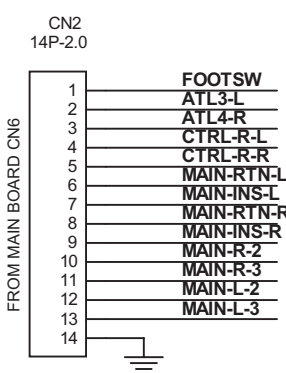 CN2
14P-2.0
FROM MAIN BOARD CN6
1 FOOTSW
2 ATL3-L
3 ATL4-R
4 CTRL-R-L
5 CTRL-R-R
6 MAIN-RTN-L
7 MAIN-INS-L
8 MAIN-RTN-R
9 MAIN-INS-R
10 MAIN-R-2
11 MAIN-R-3
12 MAIN-L-2
13 MAIN-L-3
14